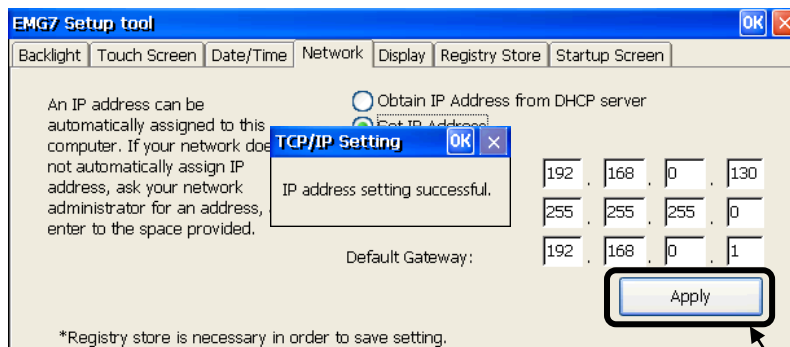 EMG7 Setup tool OK
Backlight Touch Screen Date/Time Network Display Registry Store Startup Screen
Obtain IP Address from DHCP server
Set IP Address
An IP address can be
automatically assigned to this
computer. If your network doe
not automatically assign IP
address, ask your network
administrator for an address,
enter to the space provided.
TCP/IP Setting OK
IP address setting successful.
192 . 168 . 0 . 130
255 . 255 . 255 . 0
Default Gateway: 192 . 168 . 0 . 1
Apply
*Registry store is necessary in order to save setting.